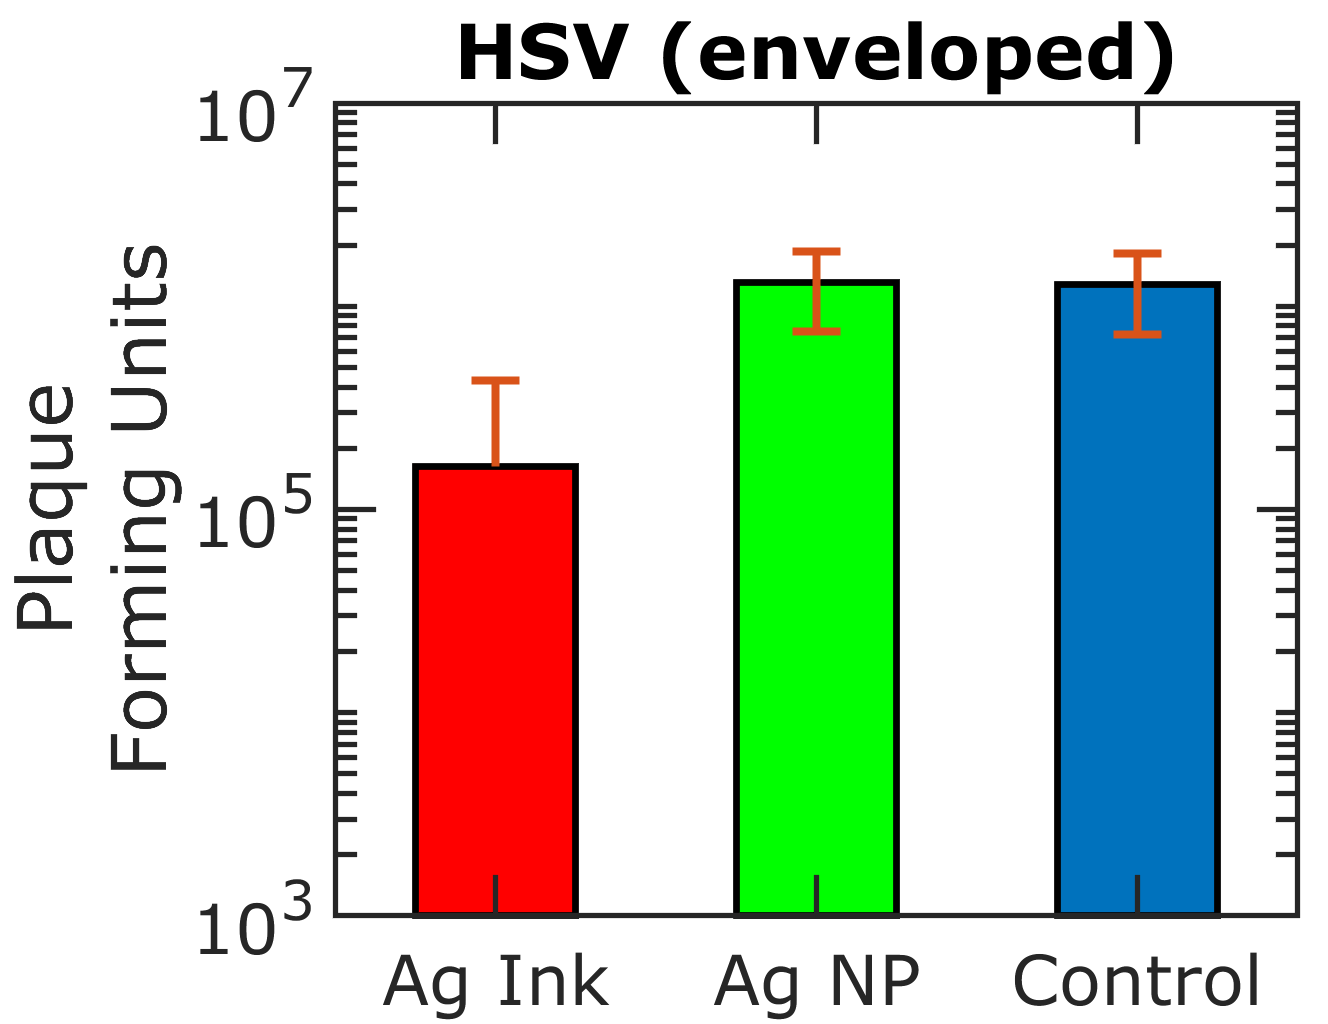 HSV (enveloped)
10^7
10^5
10^3
Plaque
Forming Units
Ag Ink
Ag NP
Control